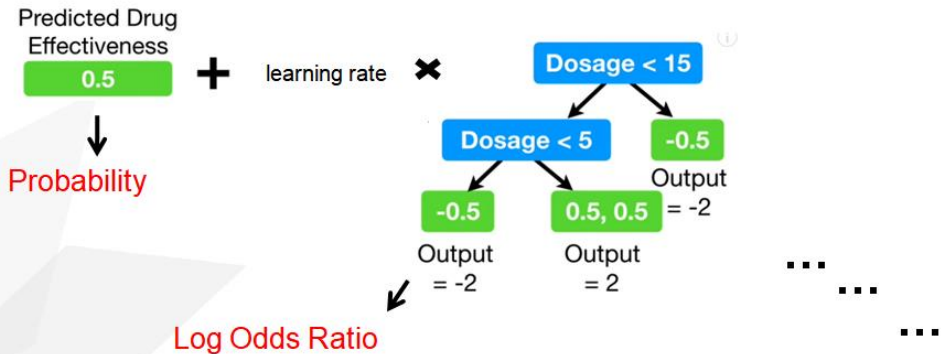 Predicted Drug
Effectiveness
0.5
+ learning rate ×
Probability
Dosage < 15
Dosage < 5
-0.5
Output
= -2
-0.5
Output
= -2
0.5, 0.5
Output
= 2
Log Odds Ratio
...
...
...